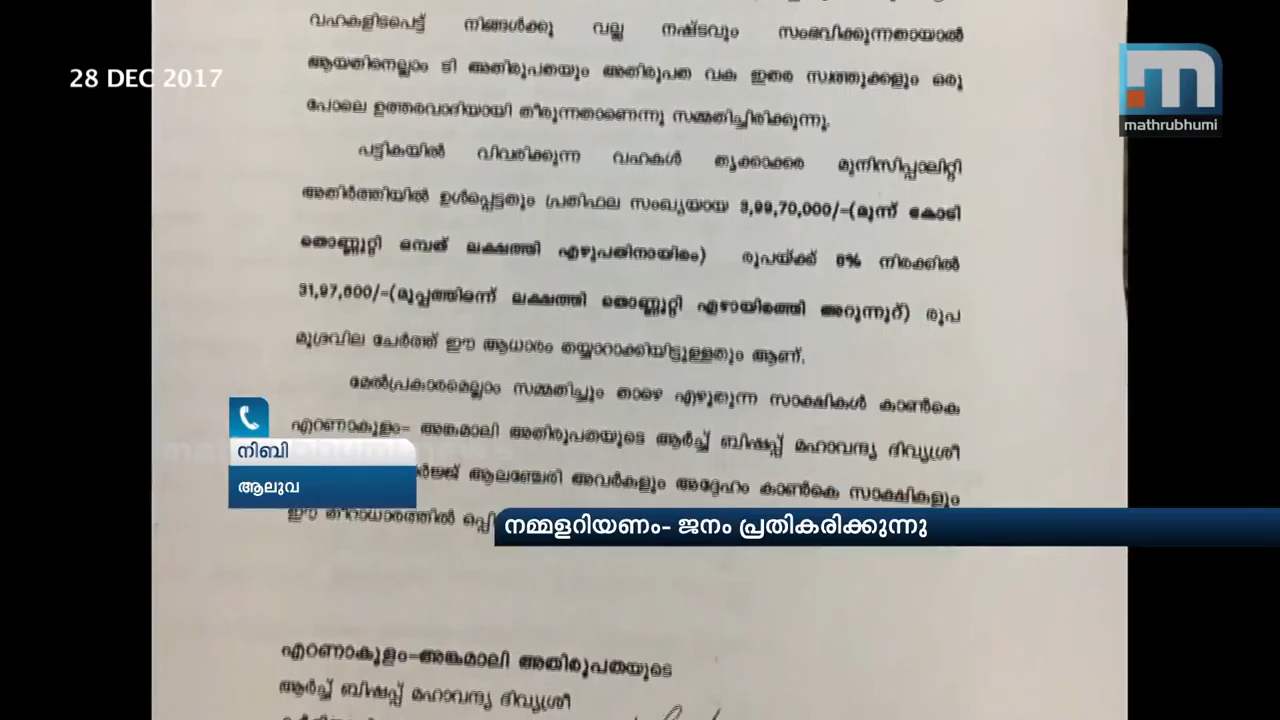 വഹകളിടപെട്ട് നിങ്ങൾക്കു വല്ല നഷ്ടവും സംഭവിക്കുന്നതായാൽ
28 DEC 2017
ആയതിനെല്ലാം ടി അതിരൂപതയും അതിരൂപത വക ഇതര സ്വത്തുക്കളും ഒരു
പോലെ ഉത്തരവാദിയായി തീരുന്നതാണെന്നു സമ്മതിച്ചിരിക്കുന്നു.
mathrubhumi
പട്ടികയിൽ വിവരിക്കുന്ന വഹകൾ തൃക്കാക്കര മുനിസിപ്പാലിറ്റി
അതിർത്തിയിൽ ഉൾപ്പെട്ടതും പ്രതിഫല സംഖ്യയായ 3,99,70,000/=(മൂന്ന് കോടി
തൊണ്ണൂറ്റി ഒമ്പത് ലക്ഷത്തി എഴുപതിനായിരം) രൂപയ്ക്ക് 8% നിരക്കിൽ
31,97,600/=(മുപ്പത്തിഒന്ന് ലക്ഷത്തി തൊണ്ണൂറ്റി ഏഴായിരത്തി അറുന്നൂറ്) രൂപ
മുദ്രവില ചേർത്ത് ഈ ആധാരം തയ്യാറാക്കിയിട്ടുള്ളതും ആണ്.
മേൽപ്രകാരമെല്ലാം സമ്മതിച്ചും താഴെ എഴുതുന്ന സാക്ഷികൾ കാൺകെ
എറണാകുളം= അങ്കമാലി അതിരൂപതയുടെ ആർച്ച് ബിഷപ്പ് മഹാവന്ദ്യ ദിവ്യശ്രീ
നിബി
ആലുവ
ആലഞ്ചേരി അവർകളും അദ്ദേഹം കാൺകെ സാക്ഷികളും
ഈ തീറാധാരത്തിൽ
നമ്മളറിയണം- ജനം പ്രതികരിക്കുന്നു
എറണാകുളം=അങ്കമാലി അതിരൂപതയുടെ
ആർച്ച് ബിഷപ്പ് മഹാവന്ദ്യ ദിവ്യശ്രീ